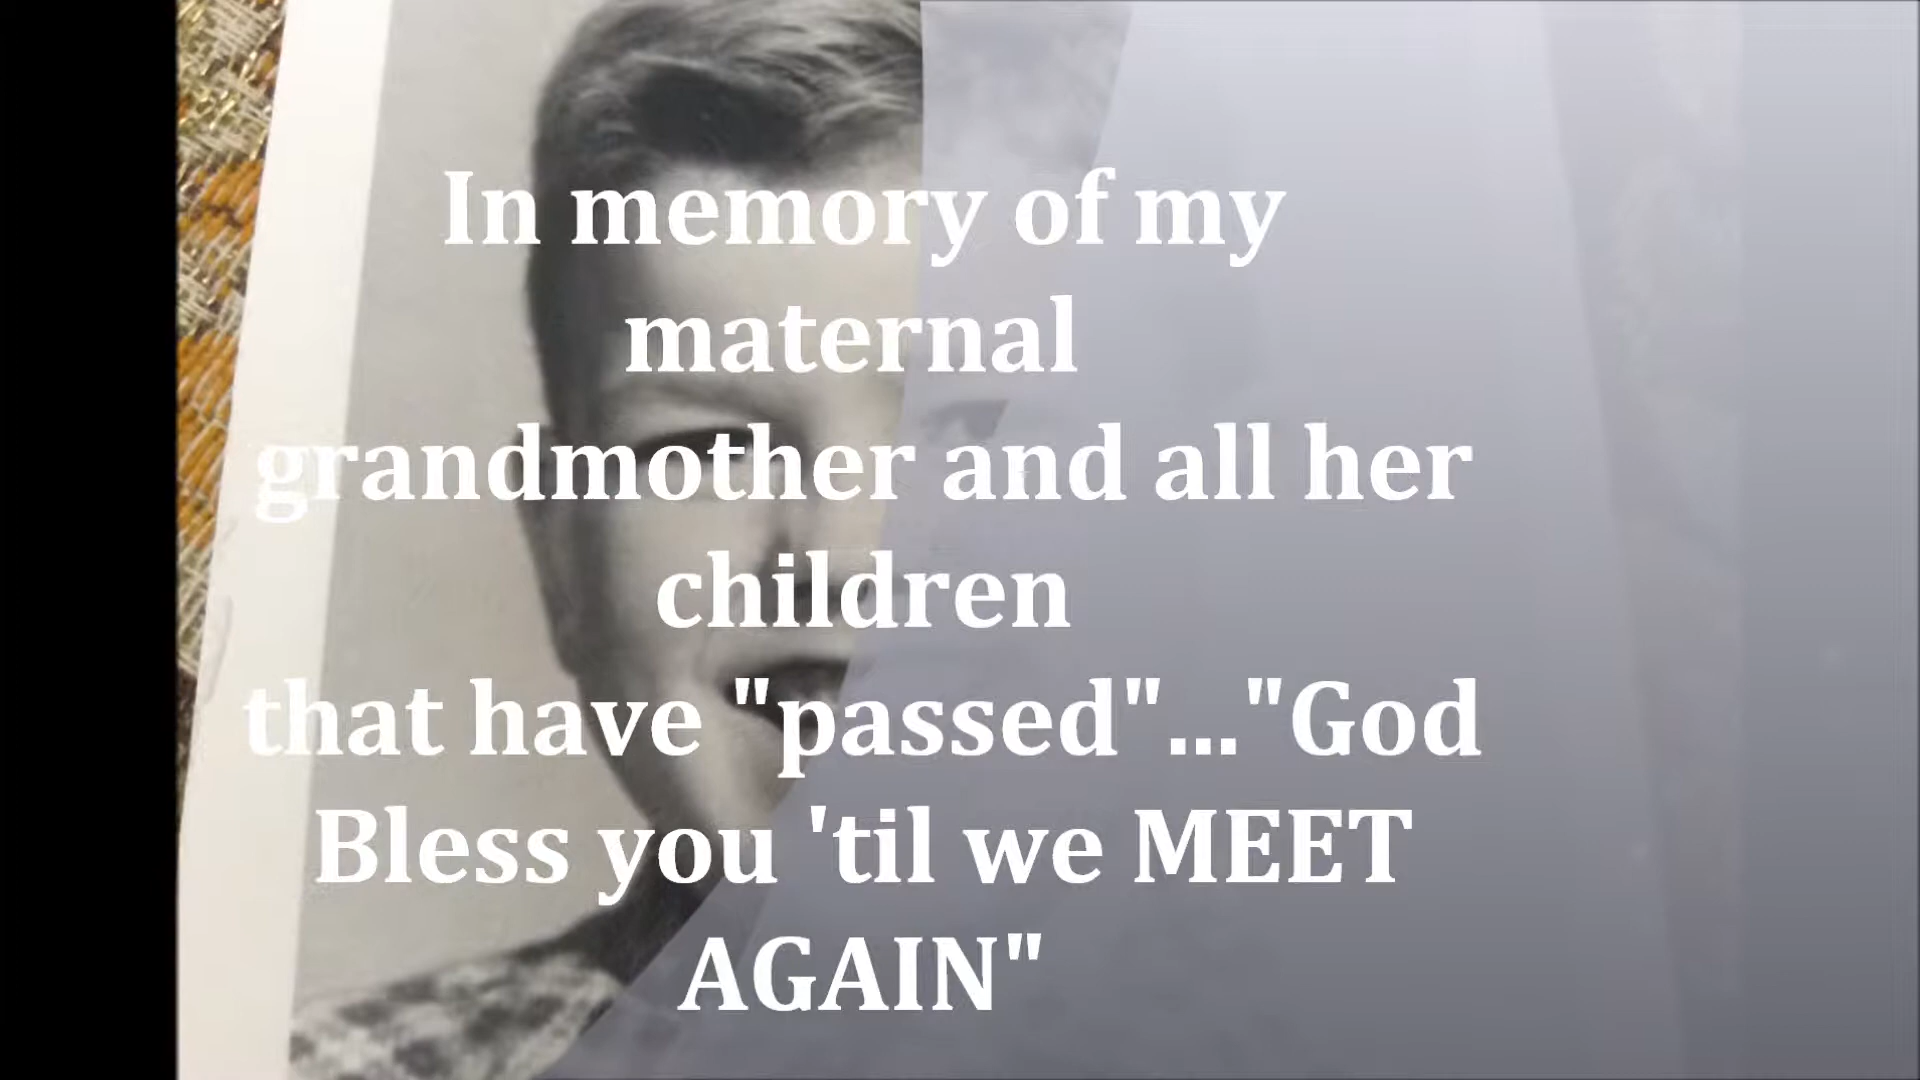 In memory of my
maternal
grandmother and all her
children
that have "passed"..."God
Bless you 'til we MEET
AGAIN"